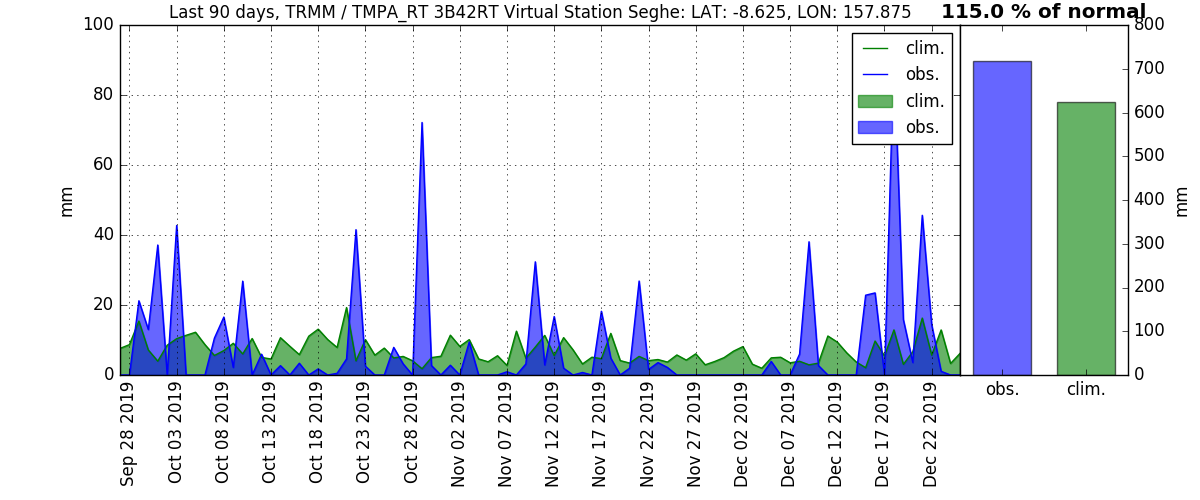 Last 90 days, TRMM / TMPA_RT 3B42RT Virtual Station Seghe: LAT: -8.625, LON: 157.875
115.0 % of normal
100
80
60
40
20
0
mm
clim.
obs.
clim.
obs.
800
700
600
500
400
300
200
100
0
mm
Sep 28 2019
Oct 03 2019
Oct 08 2019
Oct 13 2019
Oct 18 2019
Oct 23 2019
Oct 28 2019
Nov 02 2019
Nov 07 2019
Nov 12 2019
Nov 17 2019
Nov 22 2019
Nov 27 2019
Dec 02 2019
Dec 07 2019
Dec 12 2019
Dec 17 2019
Dec 22 2019
obs.
clim.